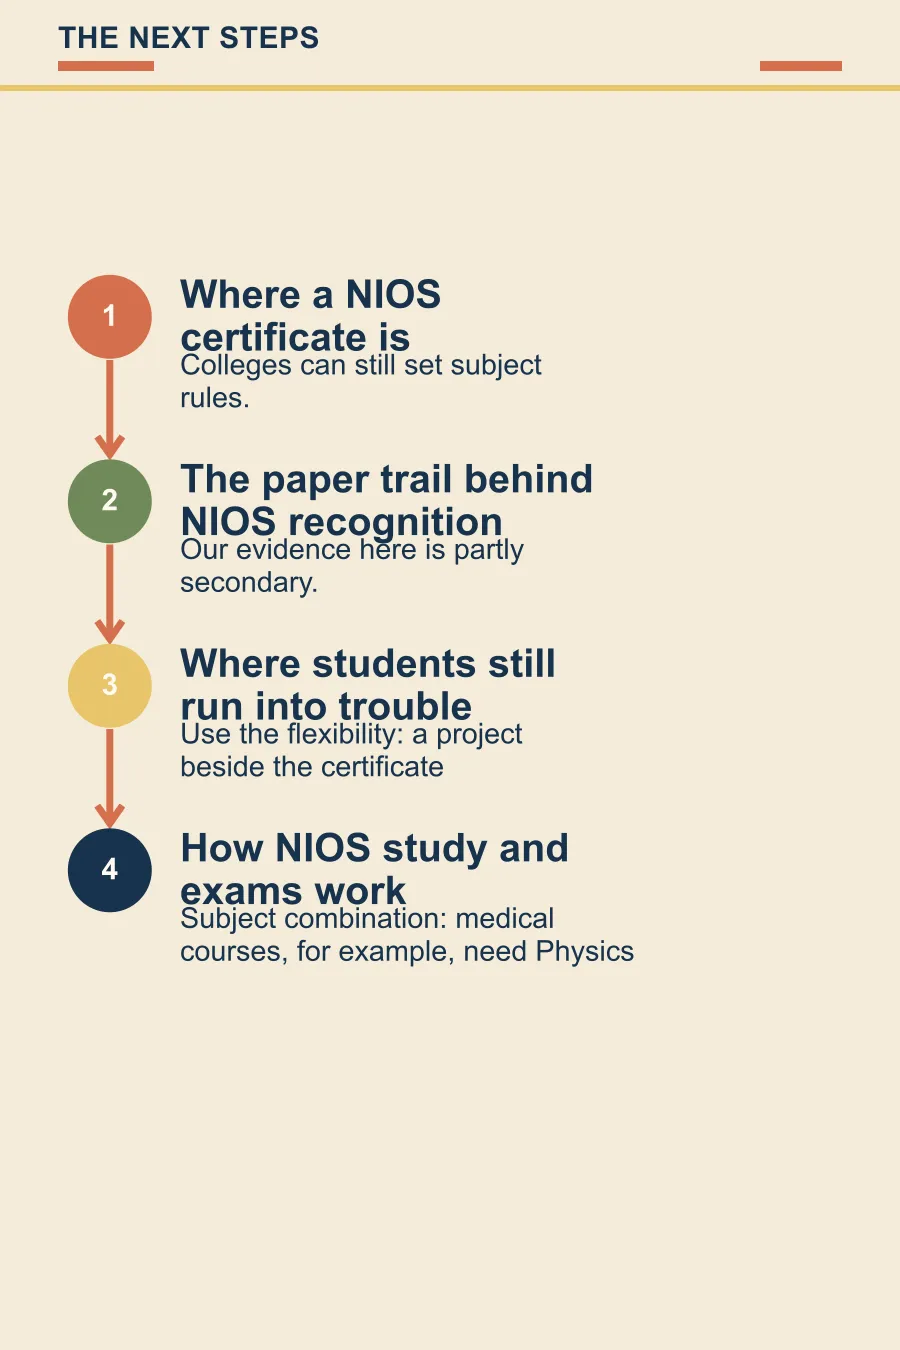 THE NEXT STEPS
1
Where a NIOS
certificate is
Colleges can still set subject
rules.
2
The paper trail behind
NIOS recognition
Our evidence here is partly
secondary.
3
Where students still
run into trouble
Use the flexibility: a project
beside the certificate
4
How NIOS study and
exams work
Subject combination: medical
courses, for example, need Physics